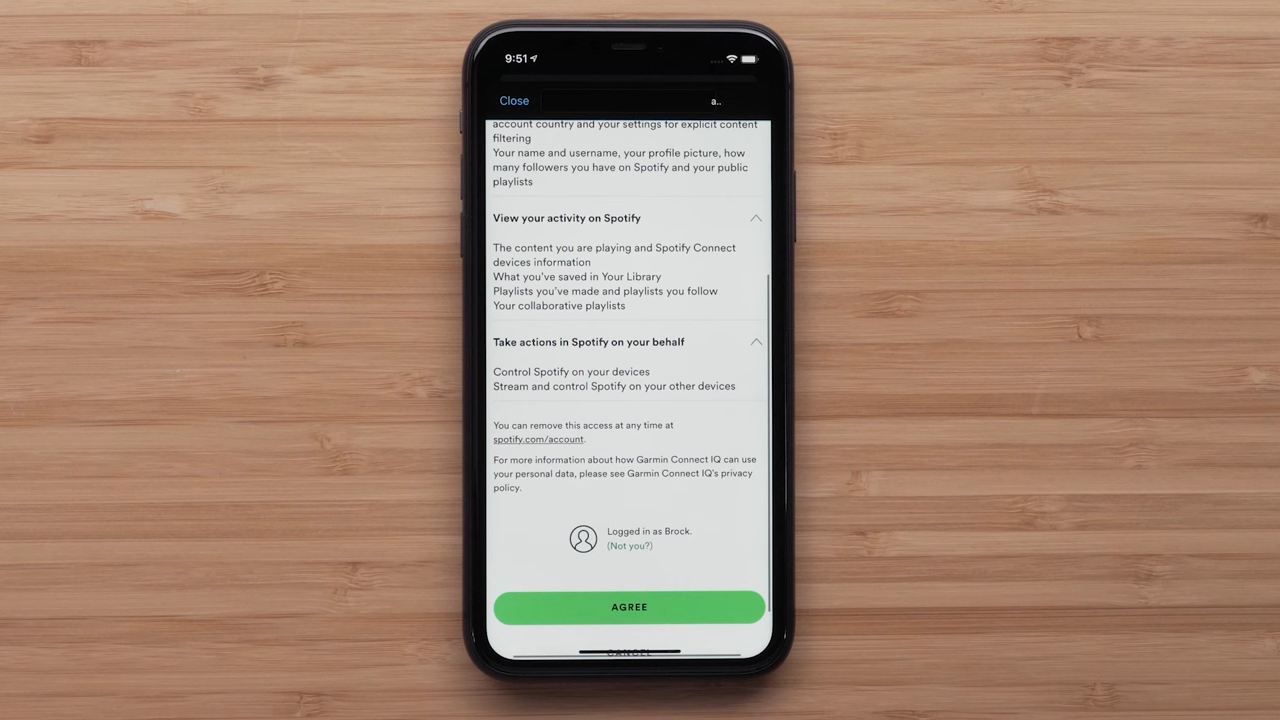 9:51
Close
a..
account country and your settings for explicit content
filtering
Your name and username, your profile picture, how
many followers you have on Spotify and your public
playlists
View your activity on Spotify
The content you are playing and Spotify Connect
devices information
What you've saved in Your Library
Playlists you've made and playlists you follow
Your collaborative playlists
Take actions in Spotify on your behalf
Control Spotify on your devices
Stream and control Spotify on your other devices
You can remove this access at any time at
spotify.com/account.
For more information about how Garmin Connect IQ can use
your personal data, please see Garmin Connect IQ's privacy
policy.
Logged in as Brock.
(Not you?)
AGREE
CANCEL